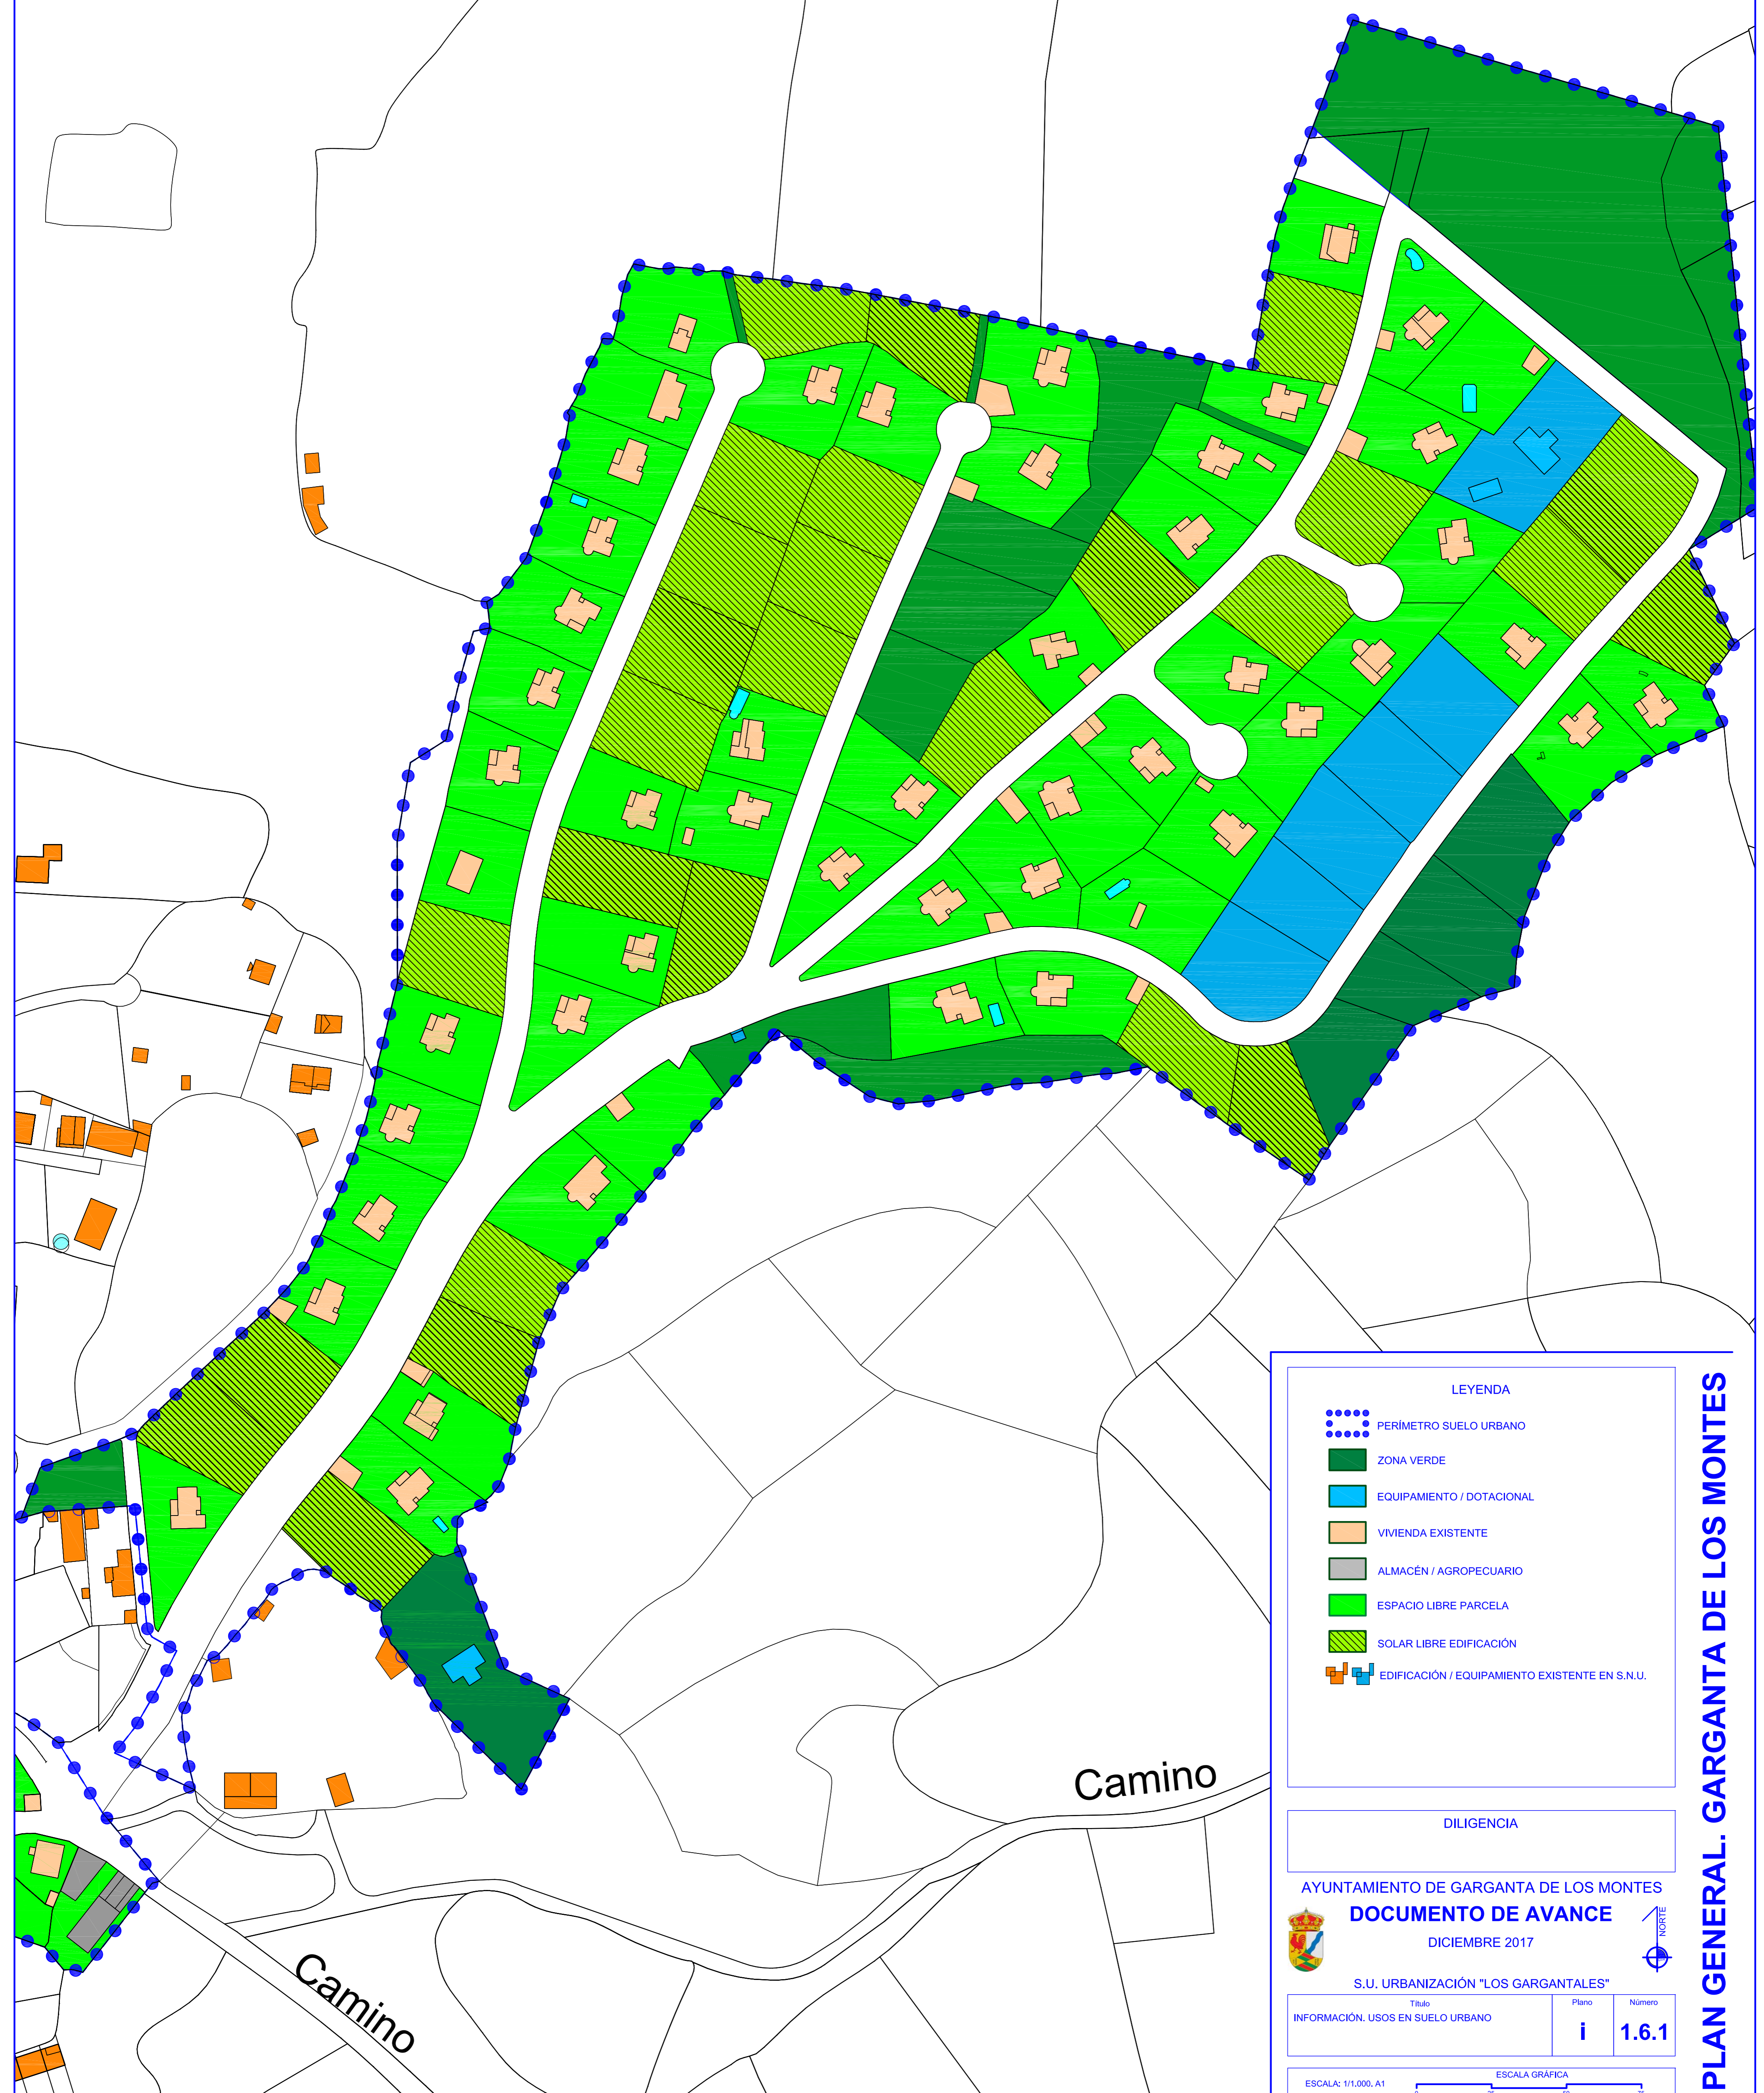 Camino
Camino
LEYENDA
PERÍMETRO SUELO URBANO
ZONA VERDE
EQUIPAMIENTO / DOTACIONAL
VIVIENDA EXISTENTE
ALMACÉN / AGROPECUARIO
ESPACIO LIBRE PARCELA
SOLAR LIBRE EDIFICACIÓN
EDIFICACIÓN / EQUIPAMIENTO EXISTENTE EN S.N.U.
DILIGENCIA
AYUNTAMIENTO DE GARGANTA DE LOS MONTES
DOCUMENTO DE AVANCE
DICIEMBRE 2017
NORTE
S.U. URBANIZACIÓN "LOS GARGANTALES"
Título
INFORMACIÓN. USOS EN SUELO URBANO
Plano
i
Número
1.6.1
ESCALA: 1/1.000. A1
ESCALA GRÁFICA
PLAN GENERAL. GARGANTA DE LOS MONTES